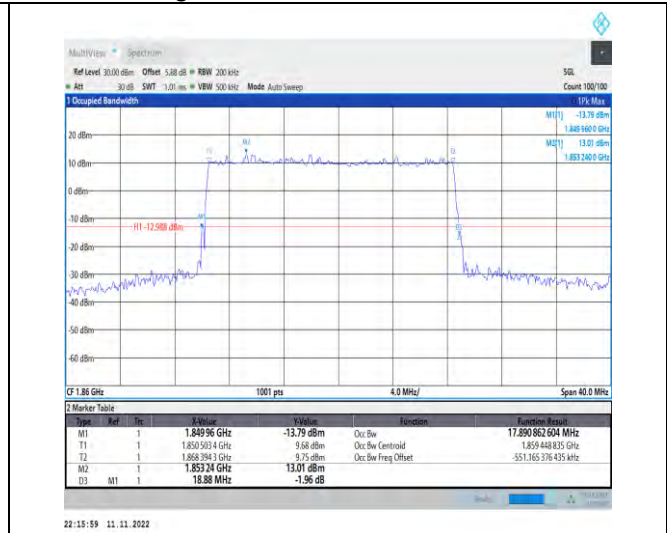 MultiView Spectrum
Ref Level 30.00 dBm Offset 5.88 dB RBW 200 kHz SGL
Att 30 dB SWT 1.01 ms VBW 500 kHz Mode Auto Sweep Count 100/100
1 Occupied Bandwidth 1Pk Max
M1[1] -13.79 dBm
1.849 960 0 GHz
M2[1] 13.01 dBm
1.853 240 0 GHz
20 dBm
10 dBm
0 dBm
-10 dBm
H1 -12.988 dBm
-20 dBm
-30 dBm
-40 dBm
-50 dBm
-60 dBm
M1
T1
M2
T2
D3
CF 1.86 GHz 1001 pts 4.0 MHz/ Span 40.0 MHz
2 Marker Table
Type Ref Trc X-Value Y-Value Function Function Result
M1 1 1.849 96 GHz -13.79 dBm Occ Bw 17.890 862 604 MHz
T1 1 1.850 503 4 GHz 9.68 dBm Occ Bw Centroid 1.859 448 835 GHz
T2 1 1.868 394 3 GHz 9.75 dBm Occ Bw Freq Offset -551.165 376 435 kHz
M2 1 1.853 24 GHz 13.01 dBm
D3 M1 1 18.88 MHz -1.96 dB
22:15:59 11.11.2022